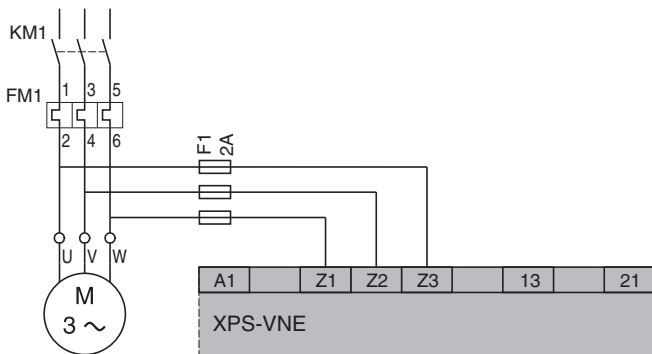 KM1
FM1
1 3 5
2 4 6
F1
2A
U V W
M
3 ~
A1 Z1 Z2 Z3 13 21
XPS-VNE